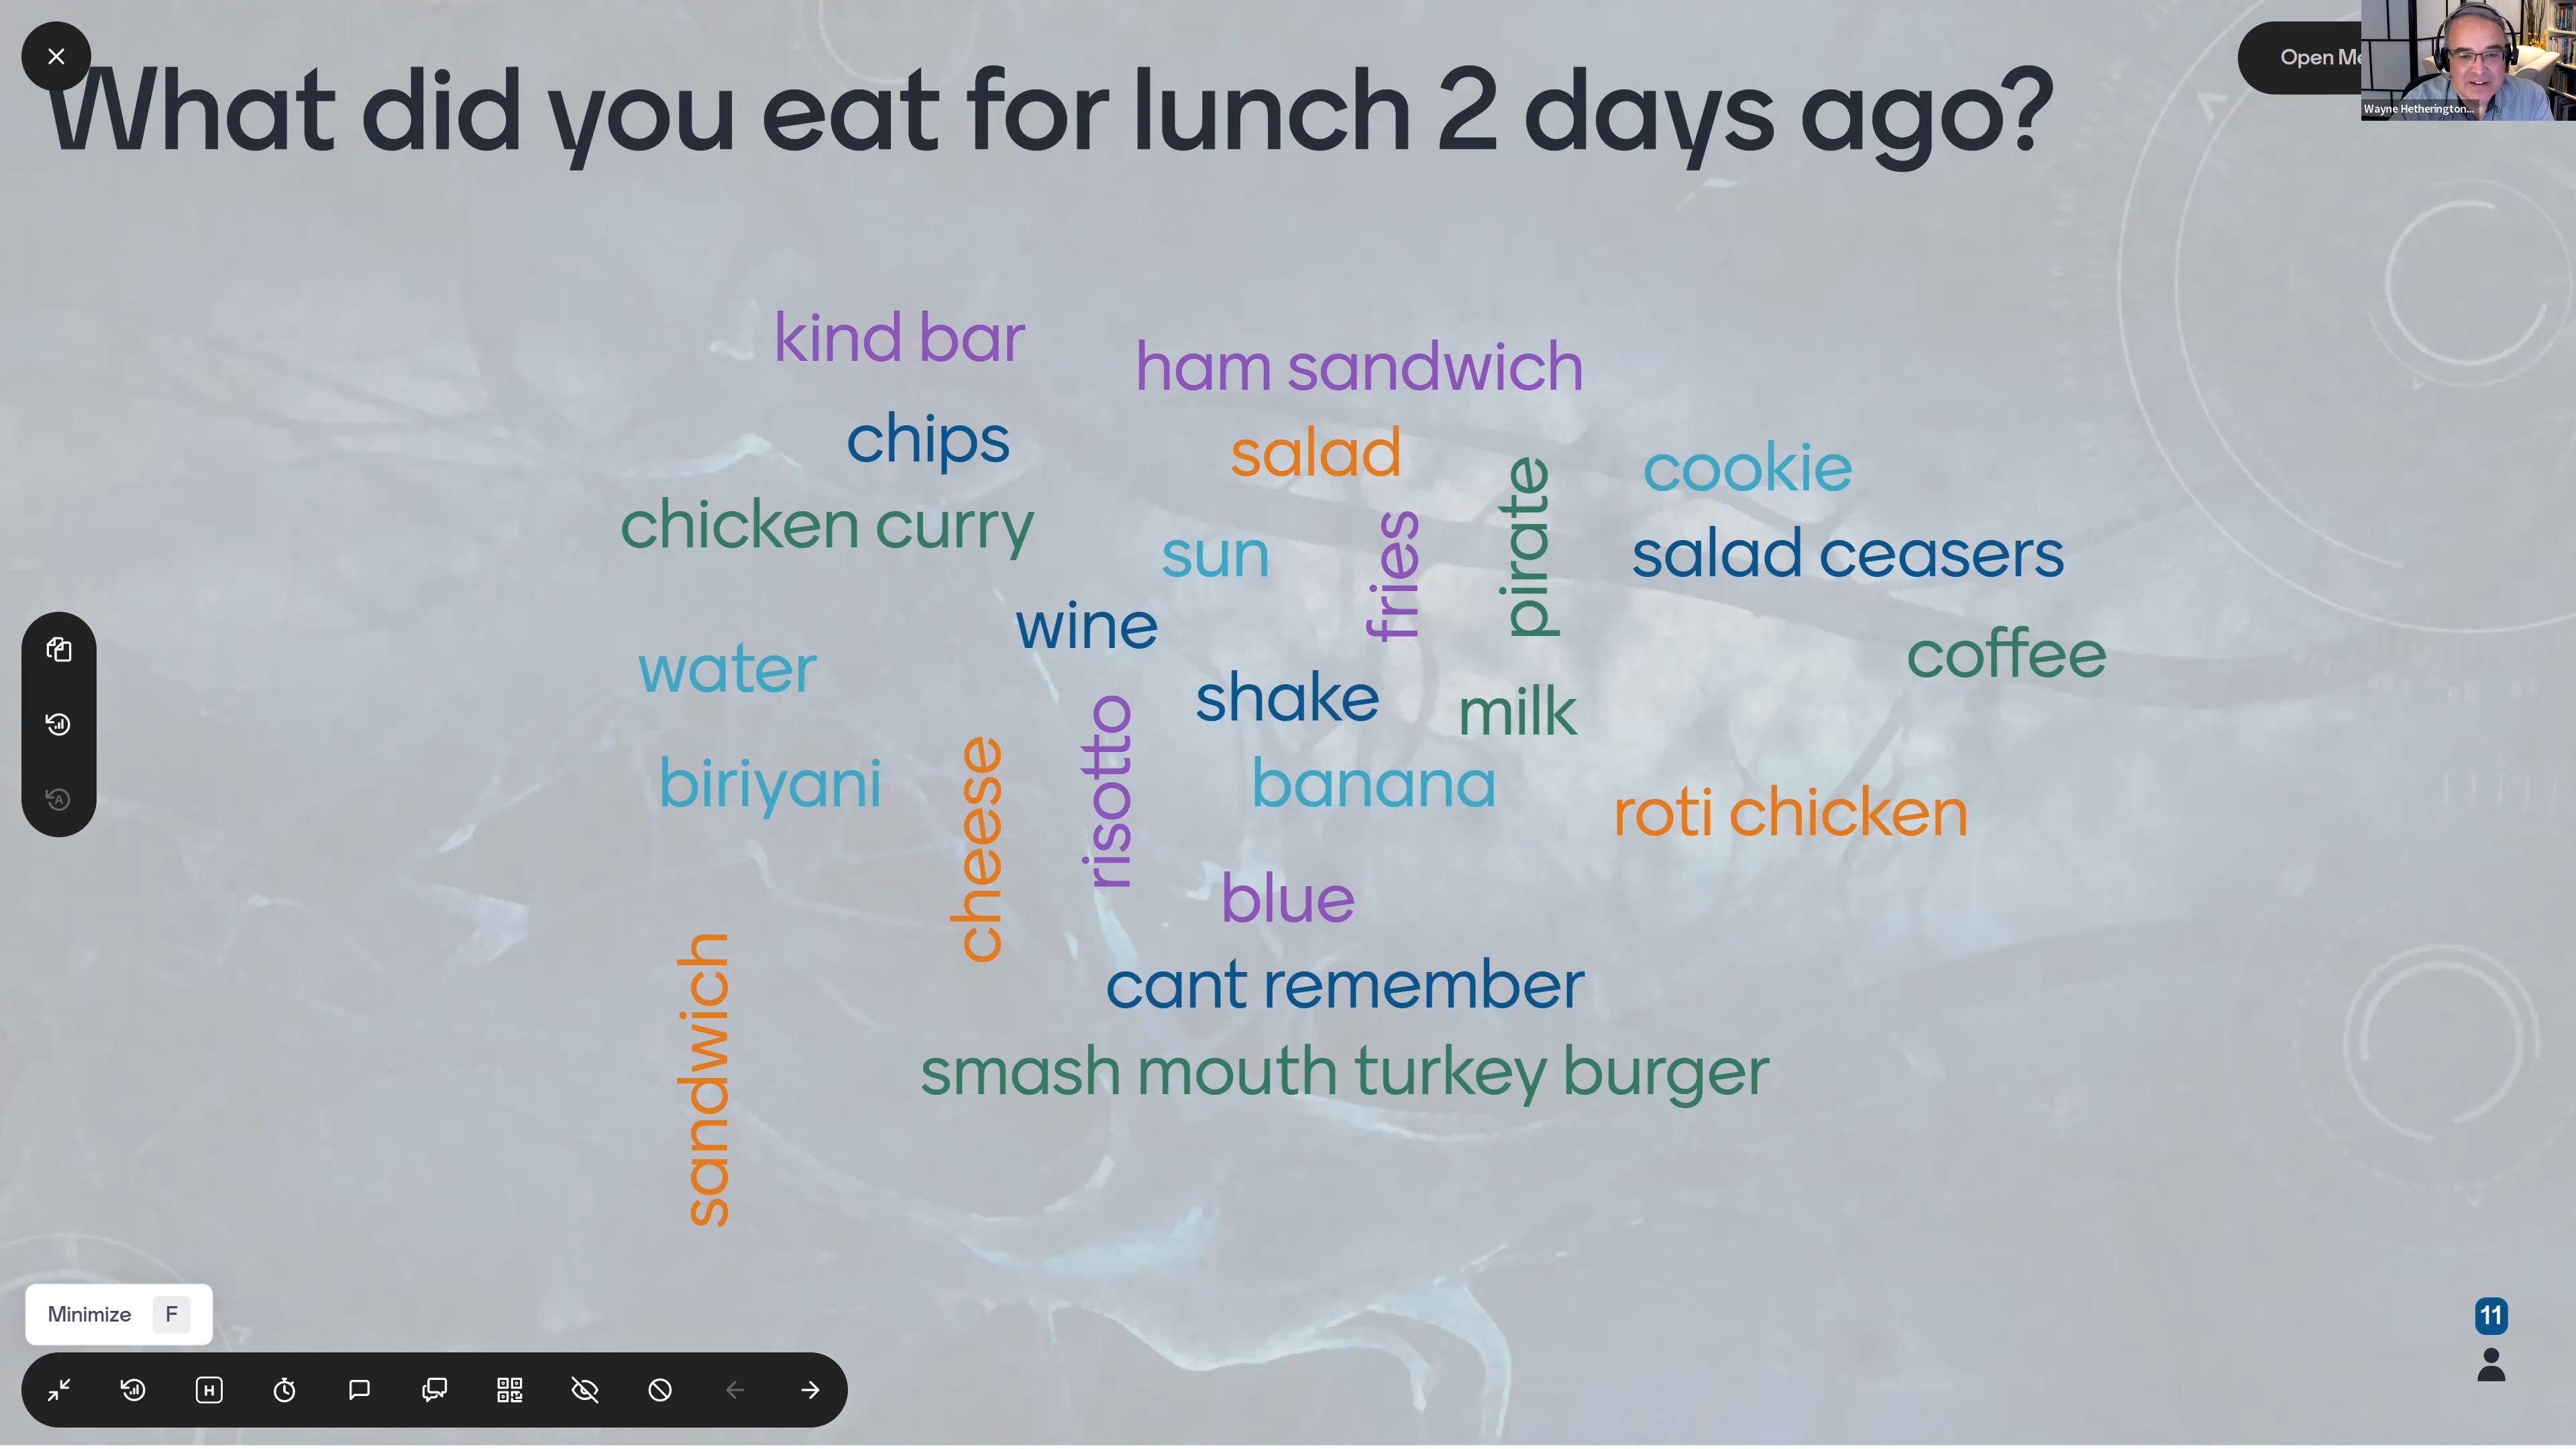 What did you eat for lunch 2 days ago?
Open Me
Wayne Hetherington...
kind bar
ham sandwich
chips
salad
cookie
chicken curry
sun
fries
pirate
salad ceasers
wine
water
coffee
shake
milk
risotto
cheese
biriyani
banana
roti chicken
blue
sandwich
cant remember
smash mouth turkey burger
Minimize F
11
H
A